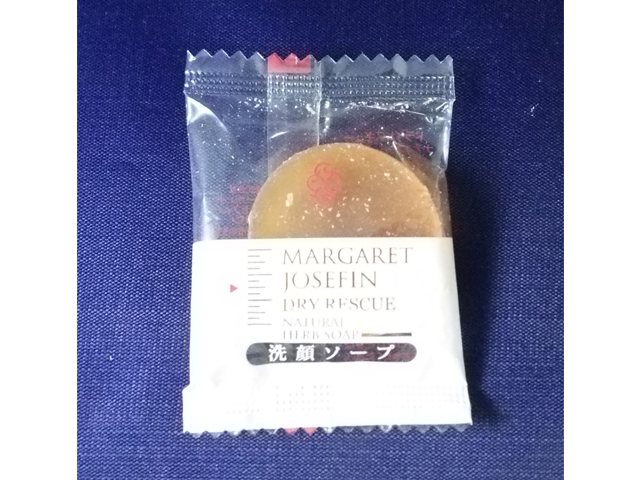 MARGARET
JOSEFIN
DRY RESCUE
NATURAL
HERB SOAP
洗顔ソープ